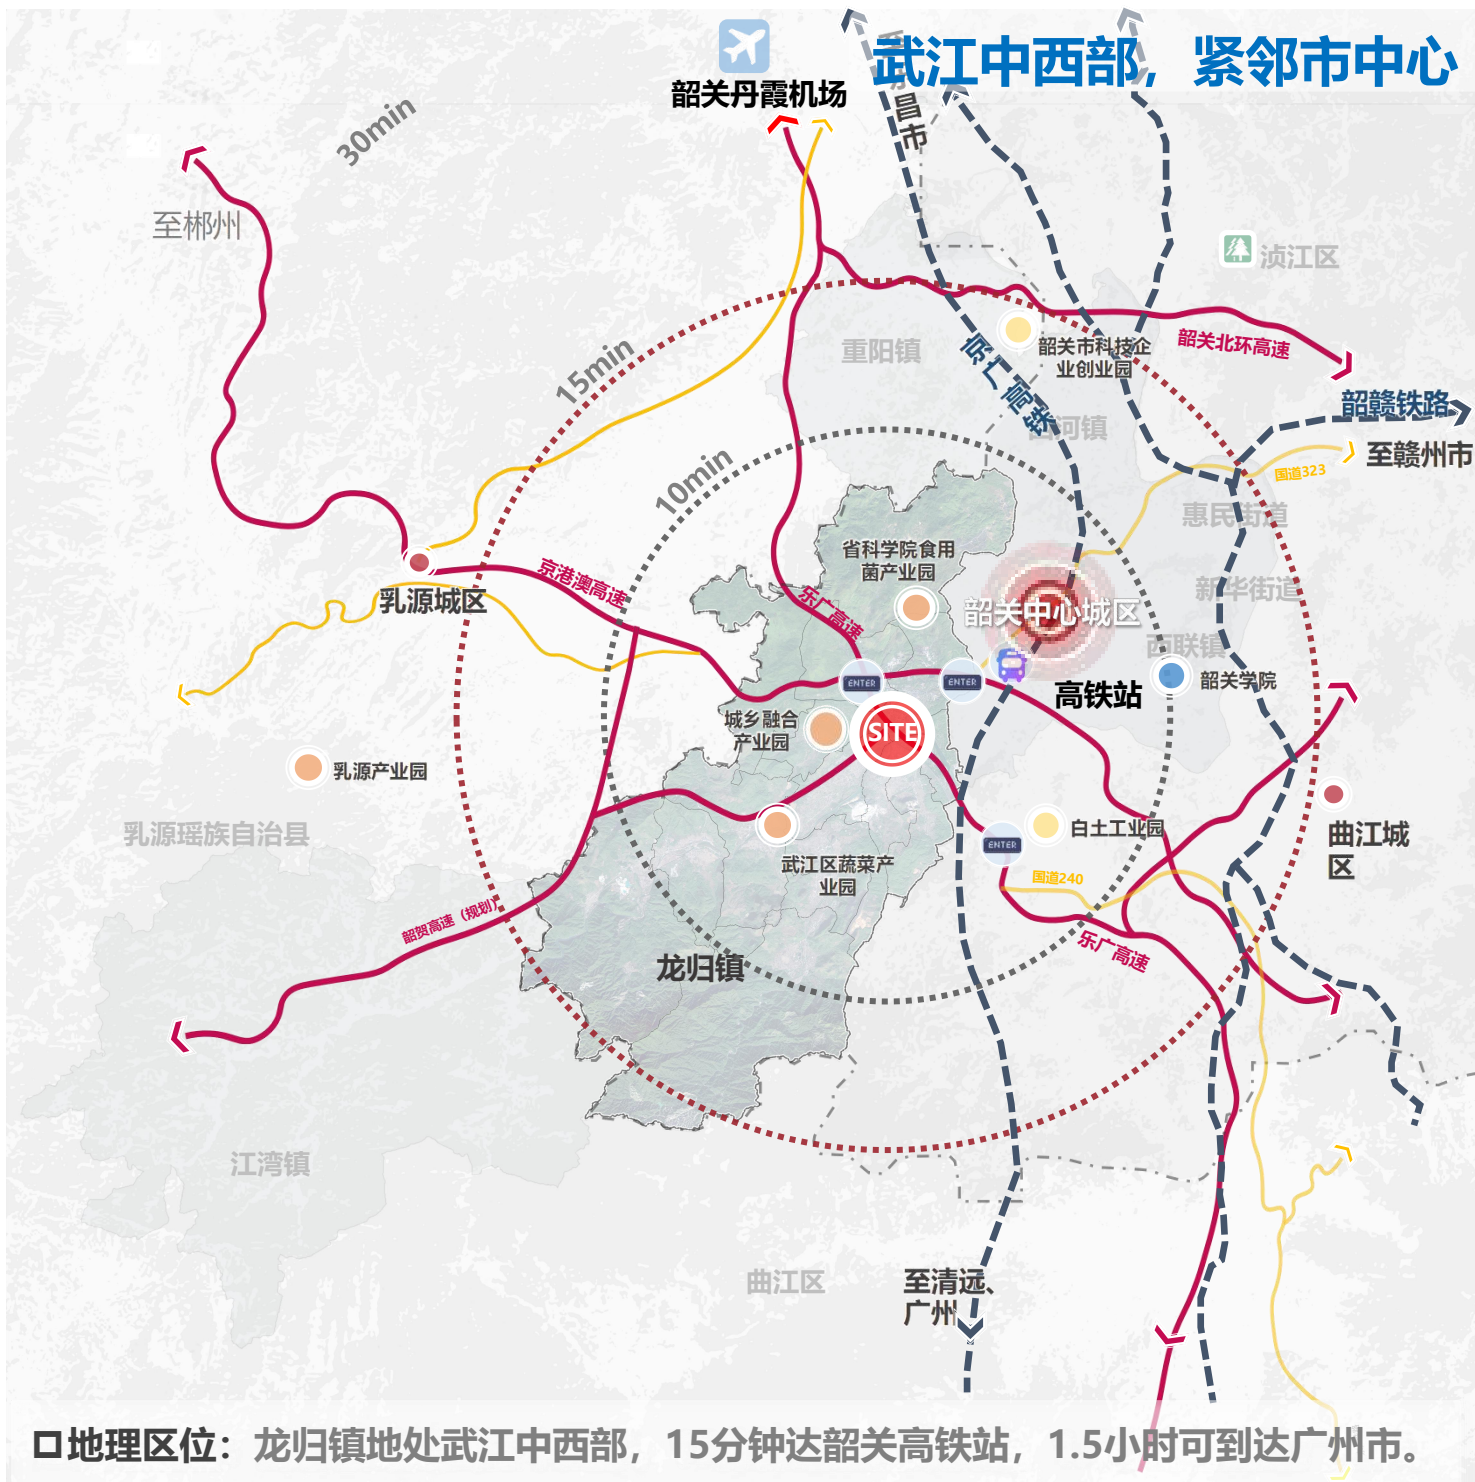 武江中西部，紧邻市中心
韶关丹霞机场
昌市
30min
至郴州
浈江区
韶关北环高速
重阳镇
韶关市科技企
业创业园
15min
京广高铁
韶赣铁路
至赣州市
国道323
10min
惠民街道
省科学院食用
菌产业园
京港澳高速
乐广高速
新华街道
乳源城区
韶关中心城区
西联镇
韶关学院
高铁站
ENTER
ENTER
城乡融合
产业园
SITE
乳源产业园
乳源瑶族自治县
白土工业园
曲江城
区
ENTER
武江区蔬菜产
业园
国道240
韶贺高速（规划）
乐广高速
龙归镇
江湾镇
曲江区
至清远、
广州
口地理区位：龙归镇地处武江中西部，15分钟达韶关高铁站，1.5小时可到达广州市。